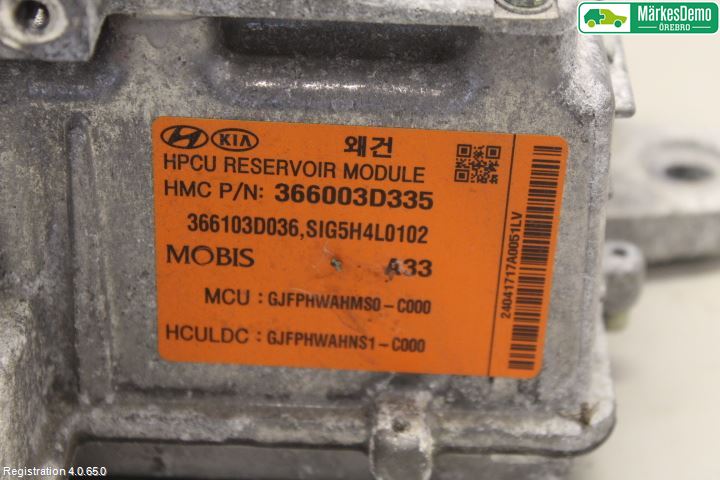 MärkesDemo
ÖREBRO
HYUNDAI KIA 왜건
HPCU RESERVOIR MODULE
HMC P/N: 366003D335
366103D036,SIG5H4L0102
MOBIS A33
MCU : GJFPHWAHMS0-C000
HCULDC : GJFPHWAHNS1-C000
24041717A0051LV
Registration 4.0.65.0